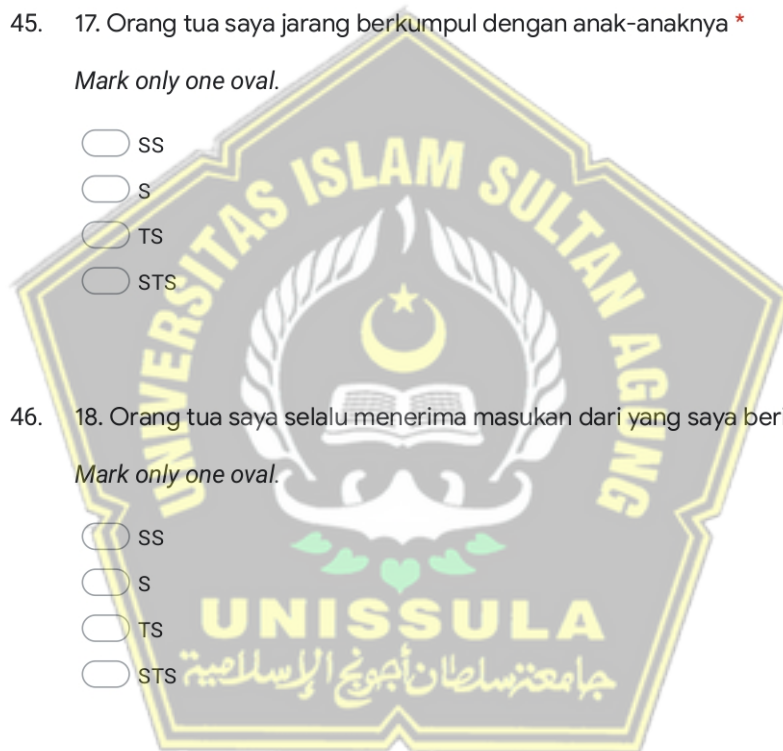 45. 17. Orang tua saya jarang berkumpul dengan anak-anaknya *
Mark only one oval.
SS
S
TS
STS
46. 18. Orang tua saya selalu menerima masukan dari yang saya ber
Mark only one oval.
SS
S
TS
STS
UNIVERSITAS ISLAM SULTAN AGUNG
UNISSULA
جامعتنسلطان أجونج الإسلامية